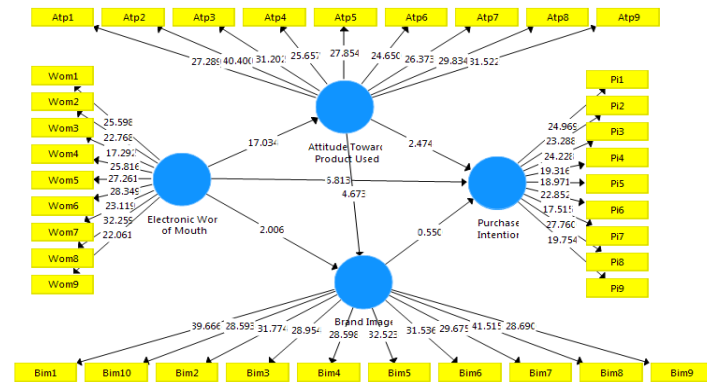 Atp1 Atp2 Atp3 Atp4 Atp5 Atp6 Atp7 Atp8 Atp9
27.289 40.400 31.202 25.657 27.854 24.650 26.373 29.834 31.522
Wom1
Wom2
Wom3
Wom4
Wom5
Wom6
Wom7
Wom8
Wom9
25.598
22.768
17.292
25.816
27.261
28.349
23.119
32.255
22.061
Electronic Wor
of Mouth
17.034
Attitude Toward
Product Used
2.474
5.813
4.673
2.006
0.550
Purchase
Intention
Pi1
Pi2
Pi3
Pi4
Pi5
Pi6
Pi7
Pi8
Pi9
24.969
23.288
24.228
19.316
18.971
22.852
17.515
27.760
19.754
Brand Image
39.666 28.593 31.774 28.954 28.598 32.523 31.536 29.675 41.515 28.690
Bim1 Bim10 Bim2 Bim3 Bim4 Bim5 Bim6 Bim7 Bim8 Bim9